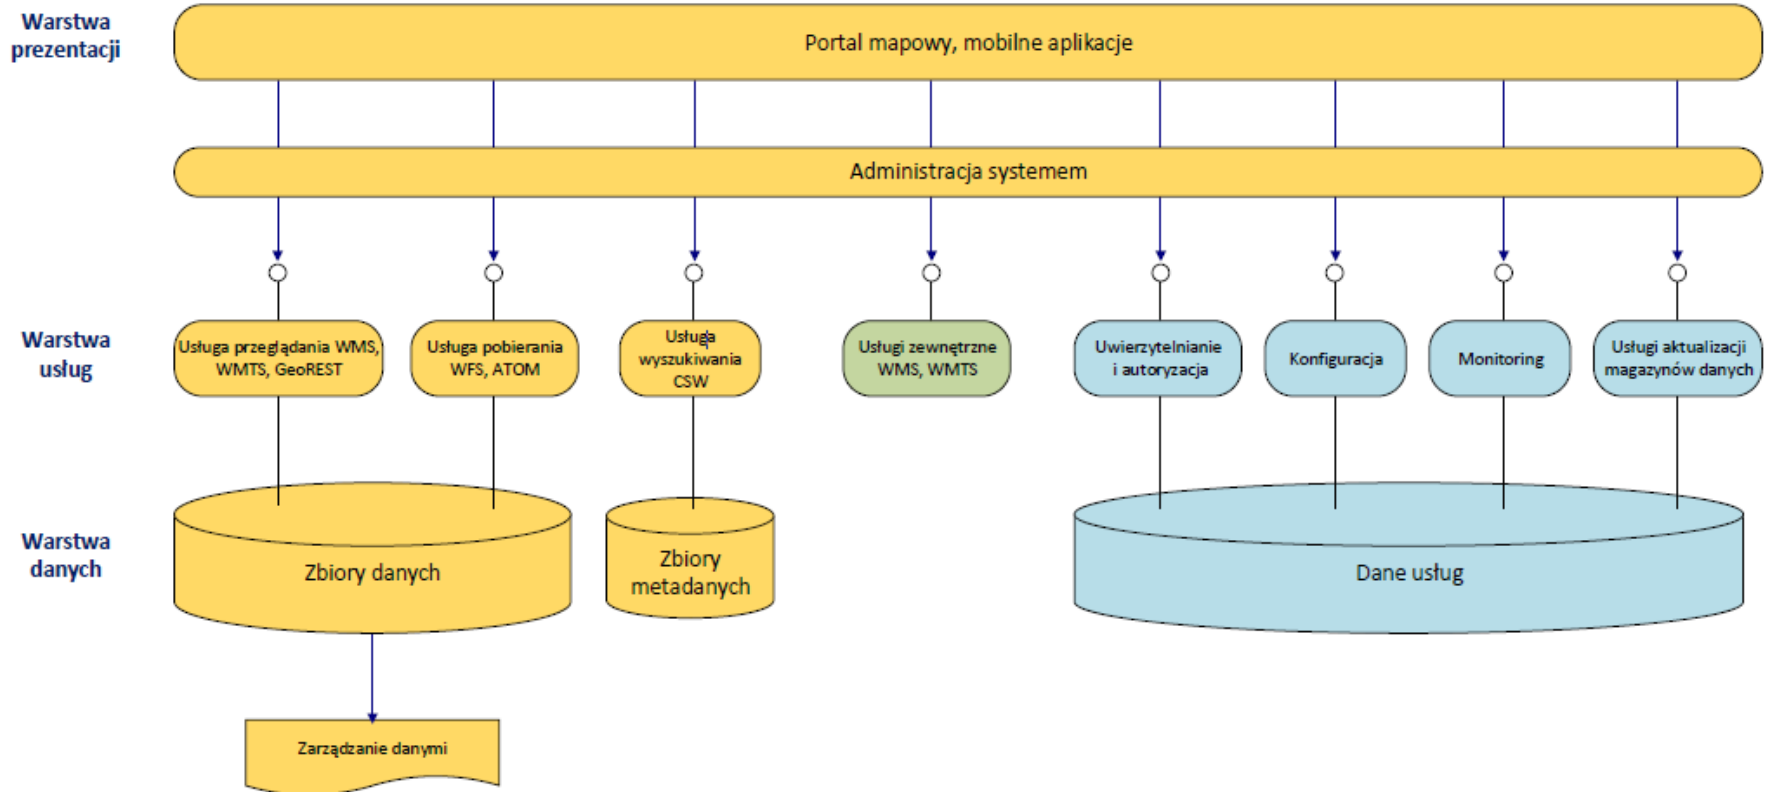 Warstwa
prezentacji
Portal mapowy, mobilne aplikacje
Administracja systemem
Warstwa
usług
Usługa przeglądania WMS,
WMTS, GeoREST
Usługa pobierania
WFS, ATOM
Usługa
wyszukiwania
CSW
Usługi zewnętrzne
WMS, WMTS
Uwierzytelnianie
i autoryzacja
Konfiguracja
Monitoring
Usługi aktualizacji
magazynów danych
Warstwa
danych
Zbiory danych
Zbiory
metadanych
Dane usług
Zarządzanie danymi